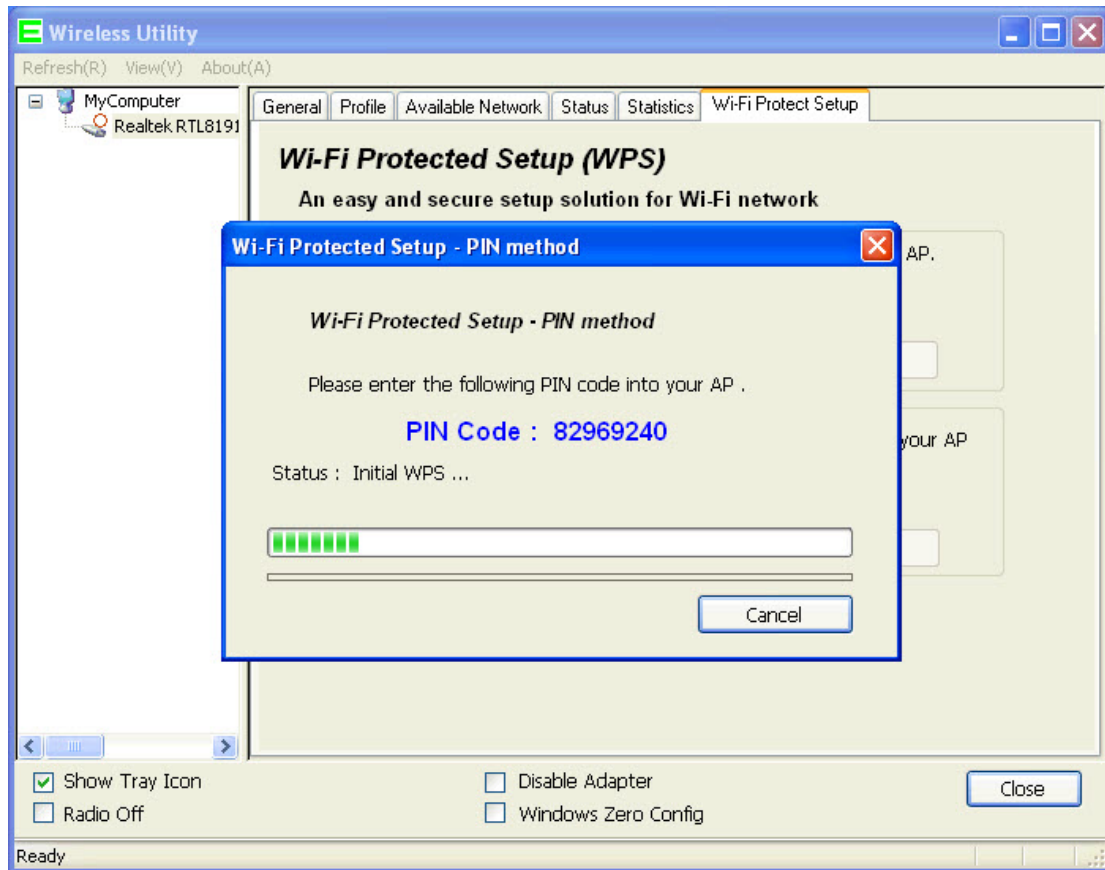 Wireless Utility
Refresh(R) View(V) About(A)
MyComputer
Realtek RTL8191
General Profile Available Network Status Statistics Wi-Fi Protect Setup
Wi-Fi Protected Setup (WPS)
An easy and secure setup solution for Wi-Fi network
AP.
your AP
Wi-Fi Protected Setup - PIN method
Wi-Fi Protected Setup - PIN method
Please enter the following PIN code into your AP .
PIN Code : 82969240
Status : Initial WPS ...
Cancel
Show Tray Icon
Disable Adapter
Close
Radio Off
Windows Zero Config
Ready